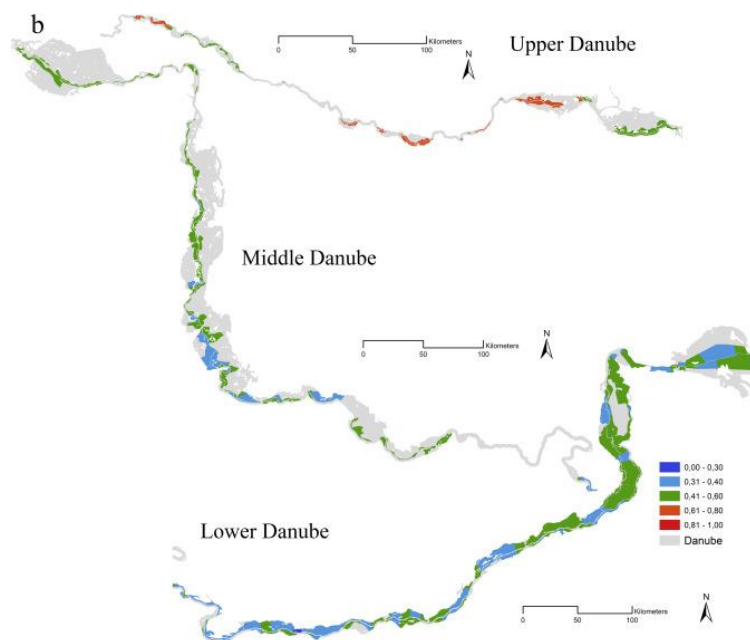 b
Upper Danube
0 50 100
Kilometers
N
Middle Danube
0 50 100
Kilometers
N
0,00 - 0,30
0,31 - 0,40
0,41 - 0,60
0,61 - 0,80
0,81 - 1,00
Danube
Lower Danube
0 50 100
Kilometers
N